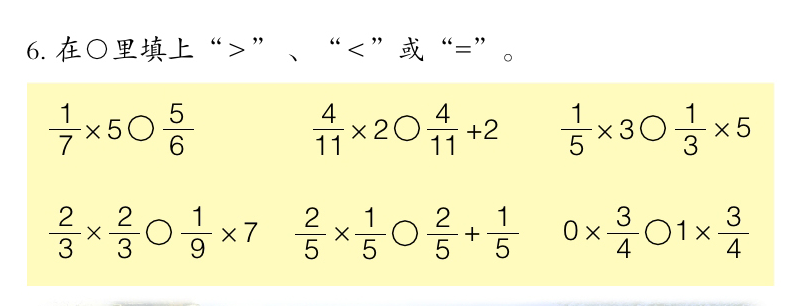 6. 在○里填上“>”、“<”或“=”。
1/7 × 5 ○ 5/6  4/11 × 2 ○ 4/11 + 2  1/5 × 3 ○ 1/3 × 5
2/3 × 2/3 ○ 1/9 × 7  2/5 × 1/5 ○ 2/5 + 1/5  0 × 3/4 ○ 1 × 3/4